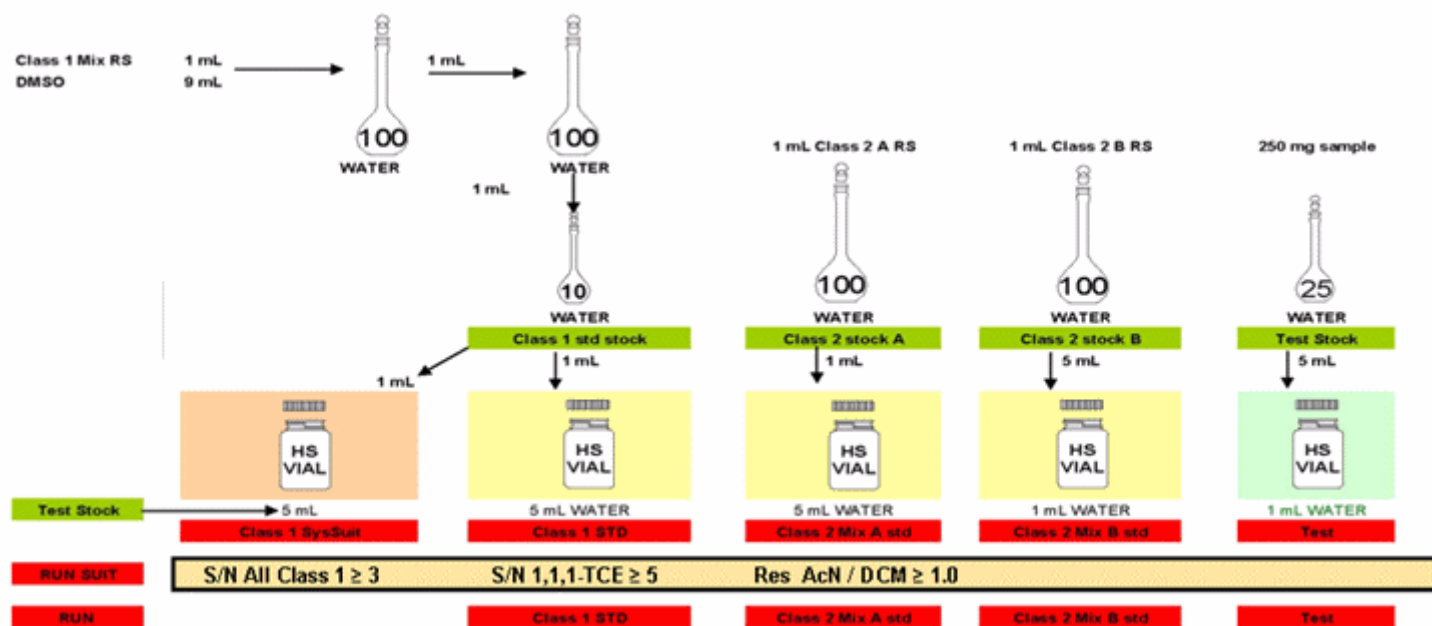 Class 1 Mix RS 1 mL 1 mL
DMSO 9 mL
100 100
WATER WATER
1 mL Class 2 A RS 1 mL Class 2 B RS 250 mg sample
1 mL
10 100 100 25
WATER WATER WATER WATER
Class 1 std stock Class 2 stock A Class 2 stock B Test Stock
1 mL 1 mL 1 mL 5 mL 5 mL
HS HS HS HS HS
VIAL VIAL VIAL VIAL VIAL
Test Stock 5 mL 5 mL WATER 5 mL WATER 1 mL WATER 1 mL WATER
Class 1 SysSuit Class 1 STD Class 2 Mix A std Class 2 Mix B std Test
RUN SUIT S/N All Class 1 ≥ 3 S/N 1,1,1-TCE ≥ 5 Res AcN / DCM ≥ 1.0
RUN Class 1 STD Class 2 Mix A std Class 2 Mix B std Test